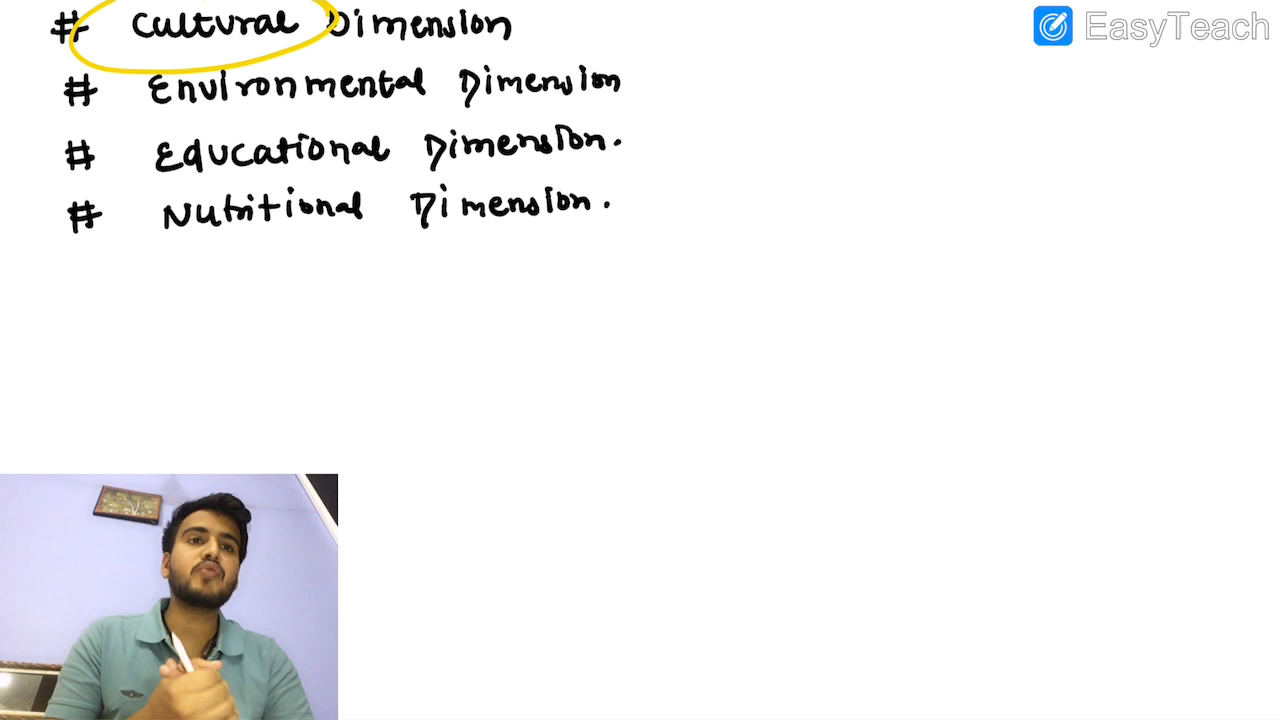 # Cultural Dimension
EasyTeach
# Environmental Dimension
# Educational Dimension.
# Nutritional Dimension.